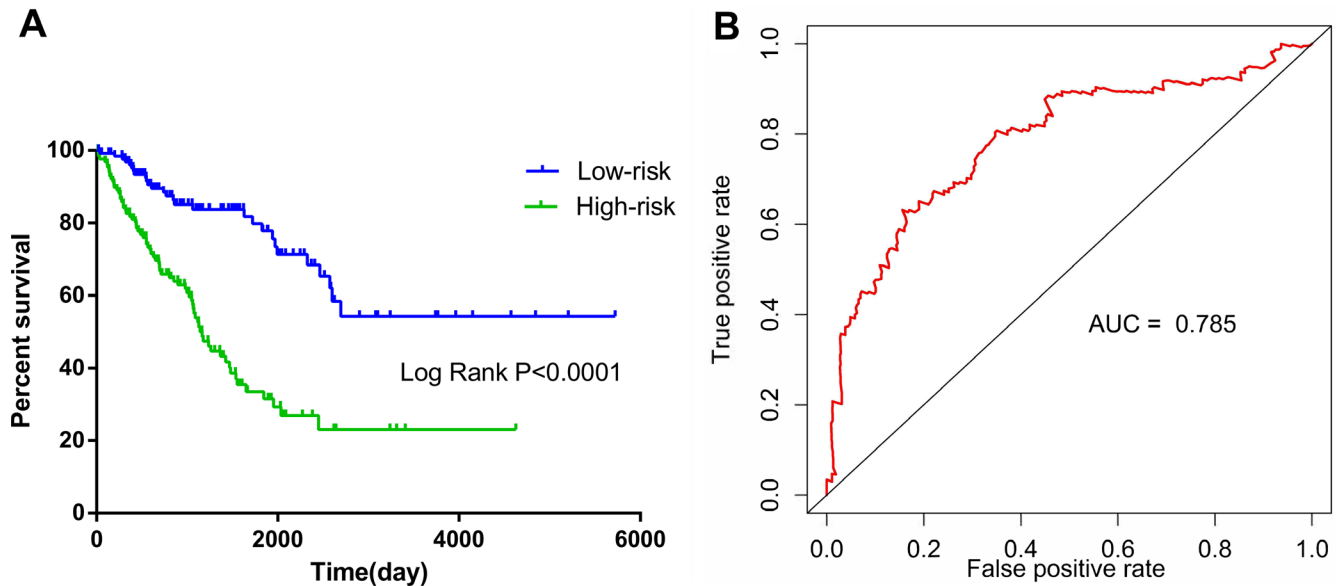 A
100
80
60
40
20
0
Percent survival
0 2000 4000 6000
Time(day)
Low-risk
High-risk
Log Rank P<0.0001
B
1.0
0.8
0.6
0.4
0.2
0.0
True positive rate
AUC = 0.785
0.0 0.2 0.4 0.6 0.8 1.0
False positive rate